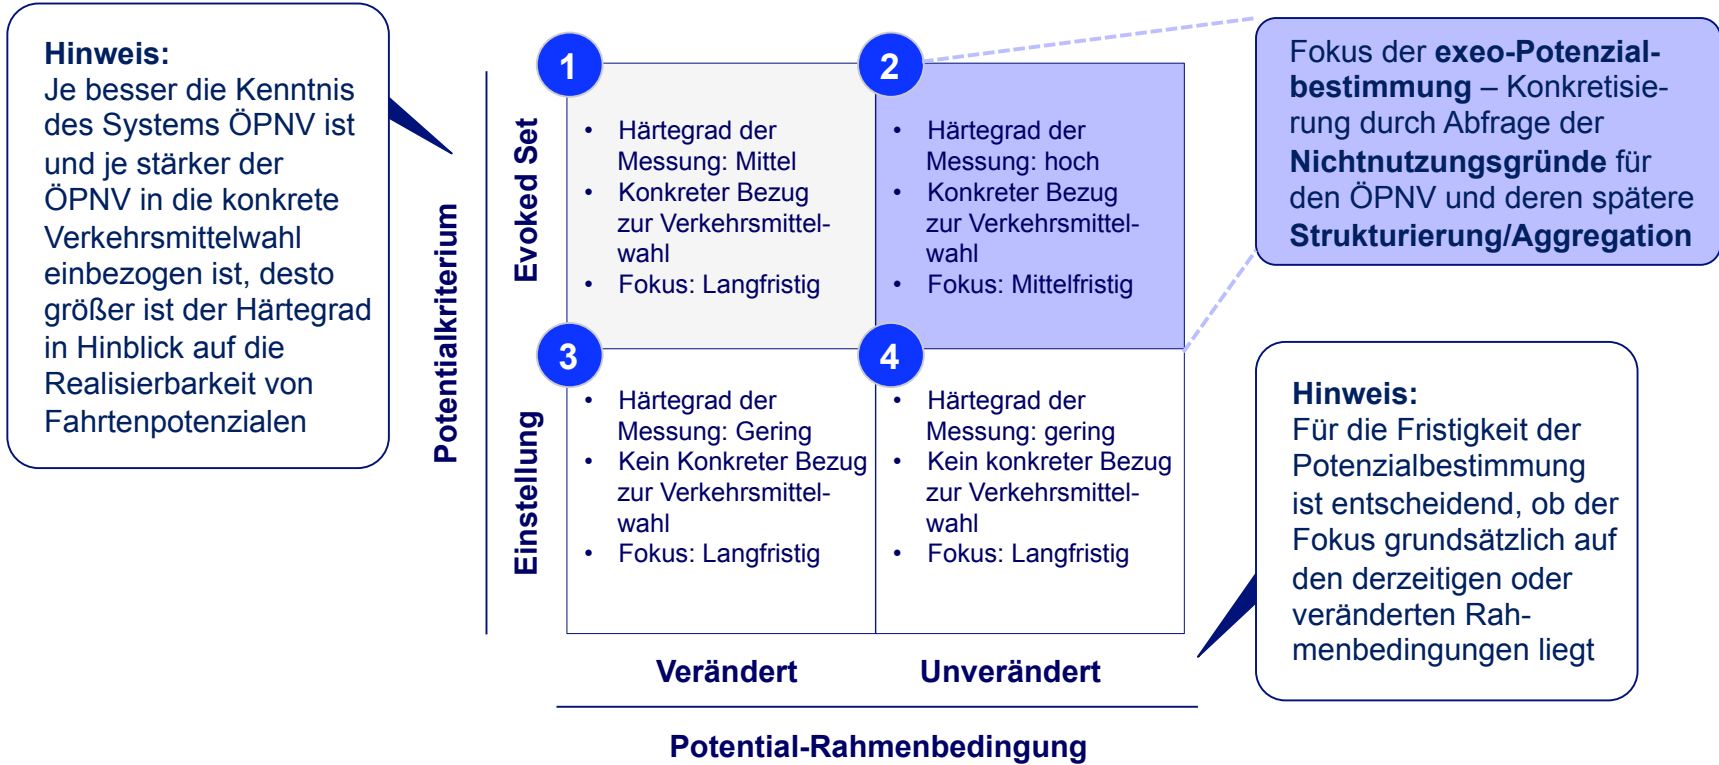 Hinweis:
Je besser die Kenntnis
des Systems ÖPNV ist
und je stärker der
ÖPNV in die konkrete
Verkehrsmittelwahl
einbezogen ist, desto
größer ist der Härtegrad
in Hinblick auf die
Realisierbarkeit von
Fahrtenpotenzialen
Potentialkriterium
Evoked Set
Einstellung
1
• Härtegrad der
Messung: Mittel
• Konkreter Bezug
zur Verkehrsmittel-
wahl
• Fokus: Langfristig
2
• Härtegrad der
Messung: hoch
• Konkreter Bezug
zur Verkehrsmittel-
wahl
• Fokus: Mittelfristig
3
• Härtegrad der
Messung: Gering
• Kein Konkreter Bezug
zur Verkehrsmittel-
wahl
• Fokus: Langfristig
4
• Härtegrad der
Messung: gering
• Kein konkreter Bezug
zur Verkehrsmittel-
wahl
• Fokus: Langfristig
Verändert
Unverändert
Potential-Rahmenbedingung
Fokus der exeo-Potenzial-
bestimmung – Konkretisie-
rung durch Abfrage der
Nichtnutzungsgründe für
den ÖPNV und deren spätere
Strukturierung/Aggregation
Hinweis:
Für die Fristigkeit der
Potenzialbestimmung
ist entscheidend, ob der
Fokus grundsätzlich auf
den derzeitigen oder
veränderten Rah-
menbedingungen liegt